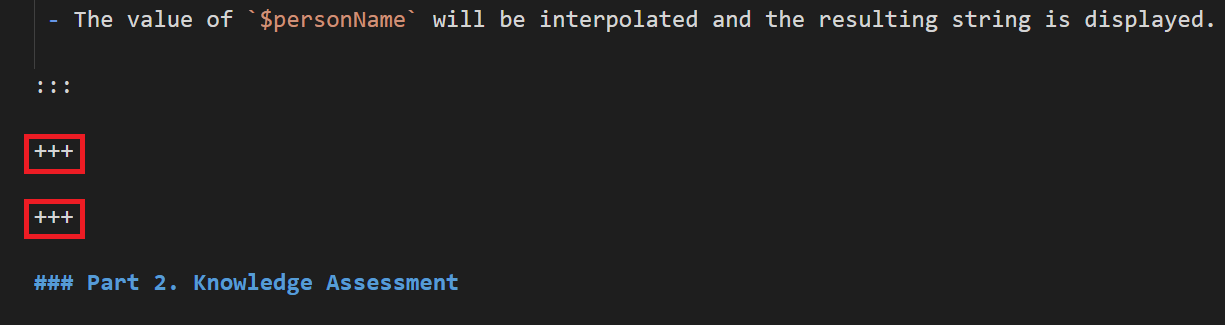 - The value of `$personName` will be interpolated and the resulting string is displayed.
:::
+++
+++
### Part 2. Knowledge Assessment